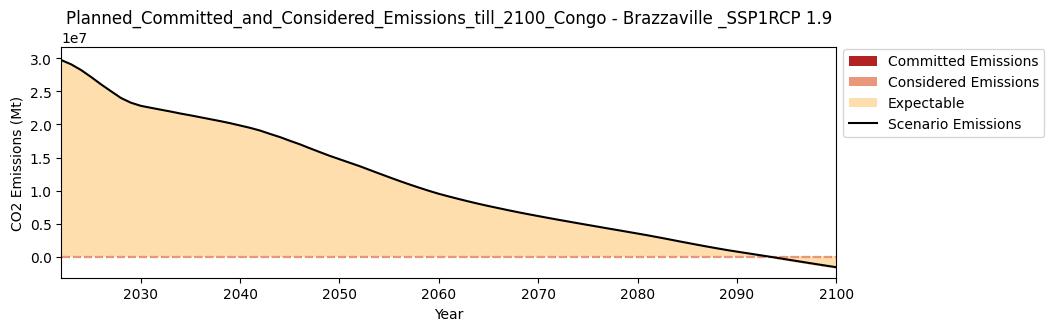 Planned_Committed_and_Considered_Emissions_till_2100_Congo - Brazzaville _SSP1RCP 1.9
1e7
3.0
2.5
2.0
1.5
1.0
0.5
0.0
CO2 Emissions (Mt)
2030 2040 2050 2060 2070 2080 2090 2100
Year
Committed Emissions
Considered Emissions
Expectable
Scenario Emissions